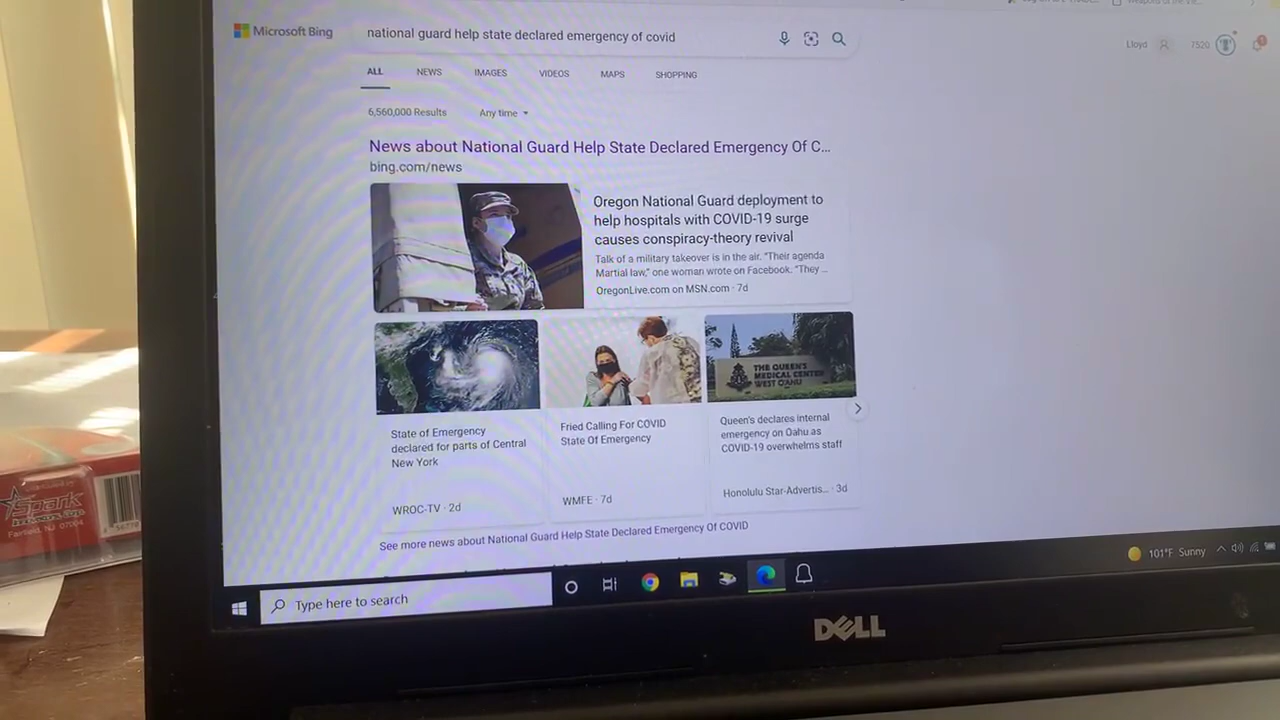 Microsoft Bing
national guard help state declared emergency of covid
Lloyd
7520
ALL
NEWS
IMAGES
VIDEOS
MAPS
SHOPPING
6,560,000 Results
Any time
News about National Guard Help State Declared Emergency Of C...
bing.com/news
Oregon National Guard deployment to
help hospitals with COVID-19 surge
causes conspiracy-theory revival
Talk of a military takeover is in the air. "Their agenda
Martial law," one woman wrote on Facebook. "They ...
OregonLive.com on MSN.com · 7d
THE QUEEN'S
MEDICAL CENTER
WEST O'AHU
State of Emergency
declared for parts of Central
New York
WROC-TV · 2d
Fried Calling For COVID
State Of Emergency
WMFE · 7d
Queen's declares internal
emergency on Oahu as
COVID-19 overwhelms staff
Honolulu Star-Advertis... · 3d
See more news about National Guard Help State Declared Emergency Of COVID
Type here to search
101°F Sunny
DELL
Spark
Fairfield, NJ 07004